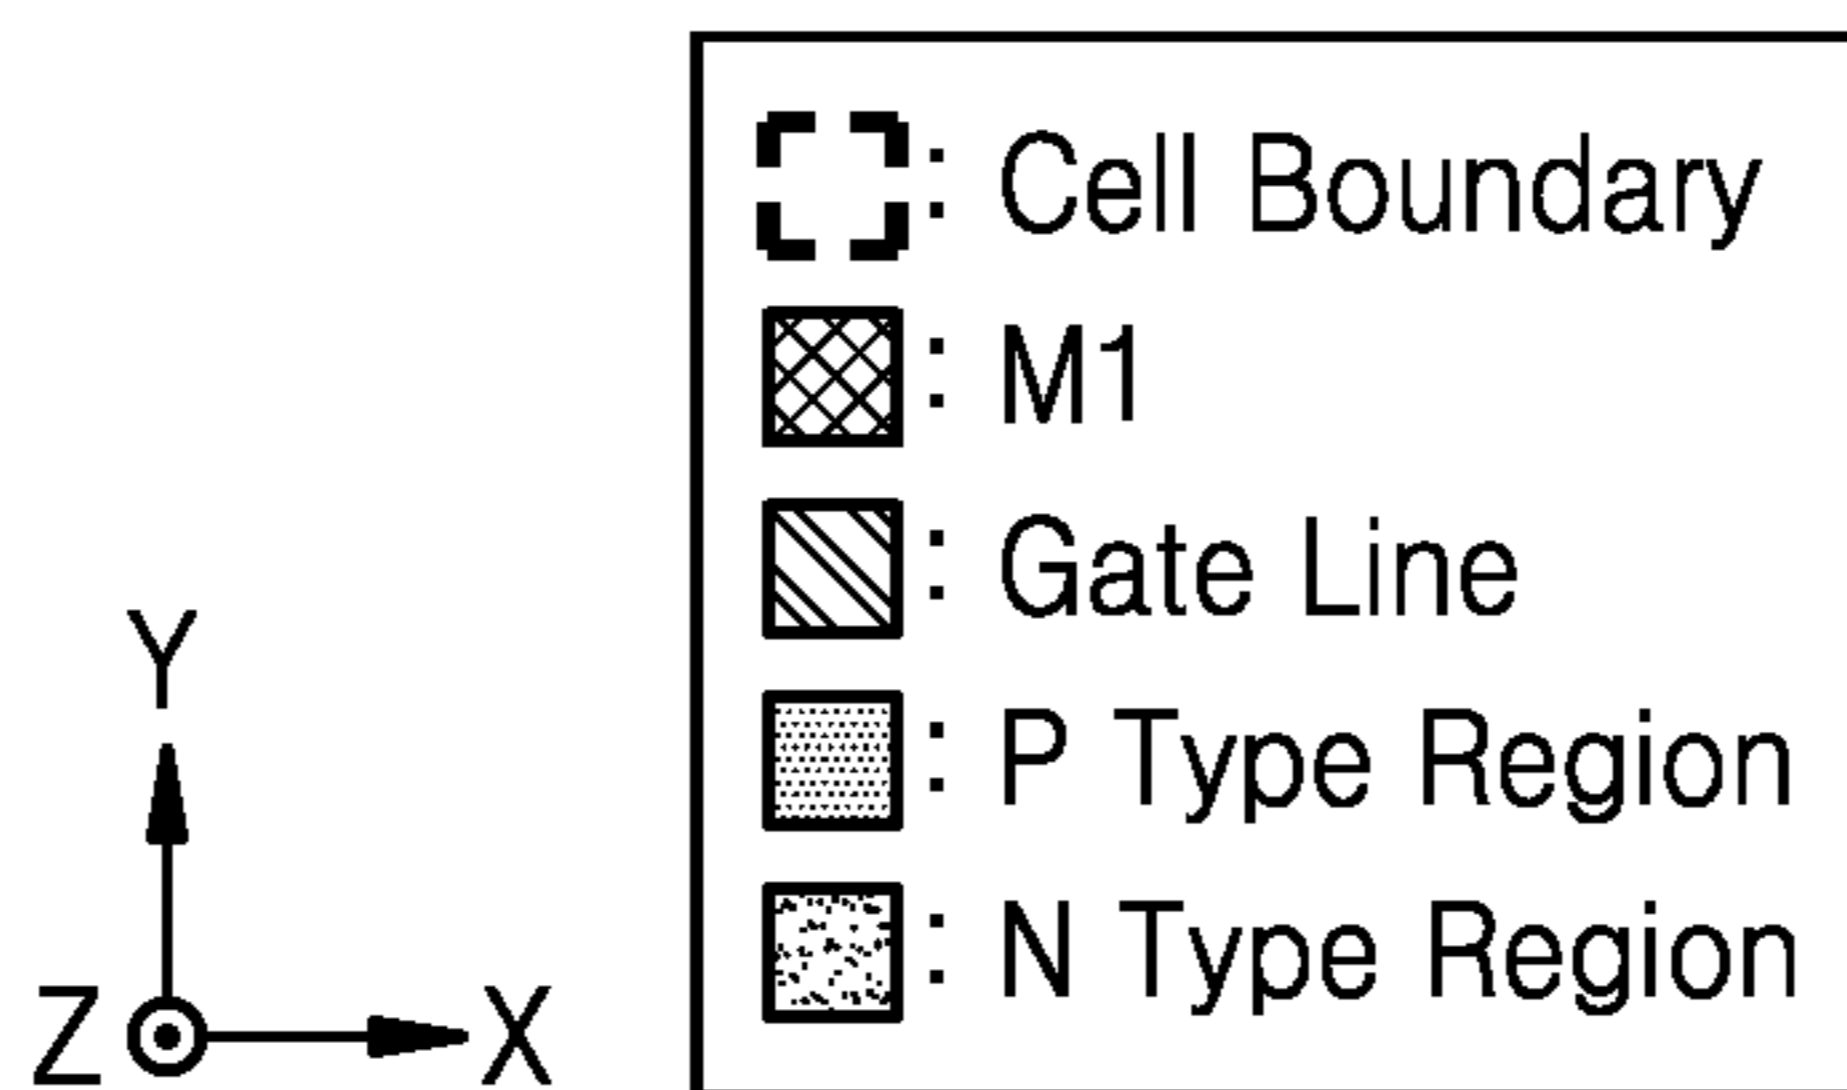 : Cell Boundary
: M1
: Gate Line
: P Type Region
: N Type Region
Y
Z X